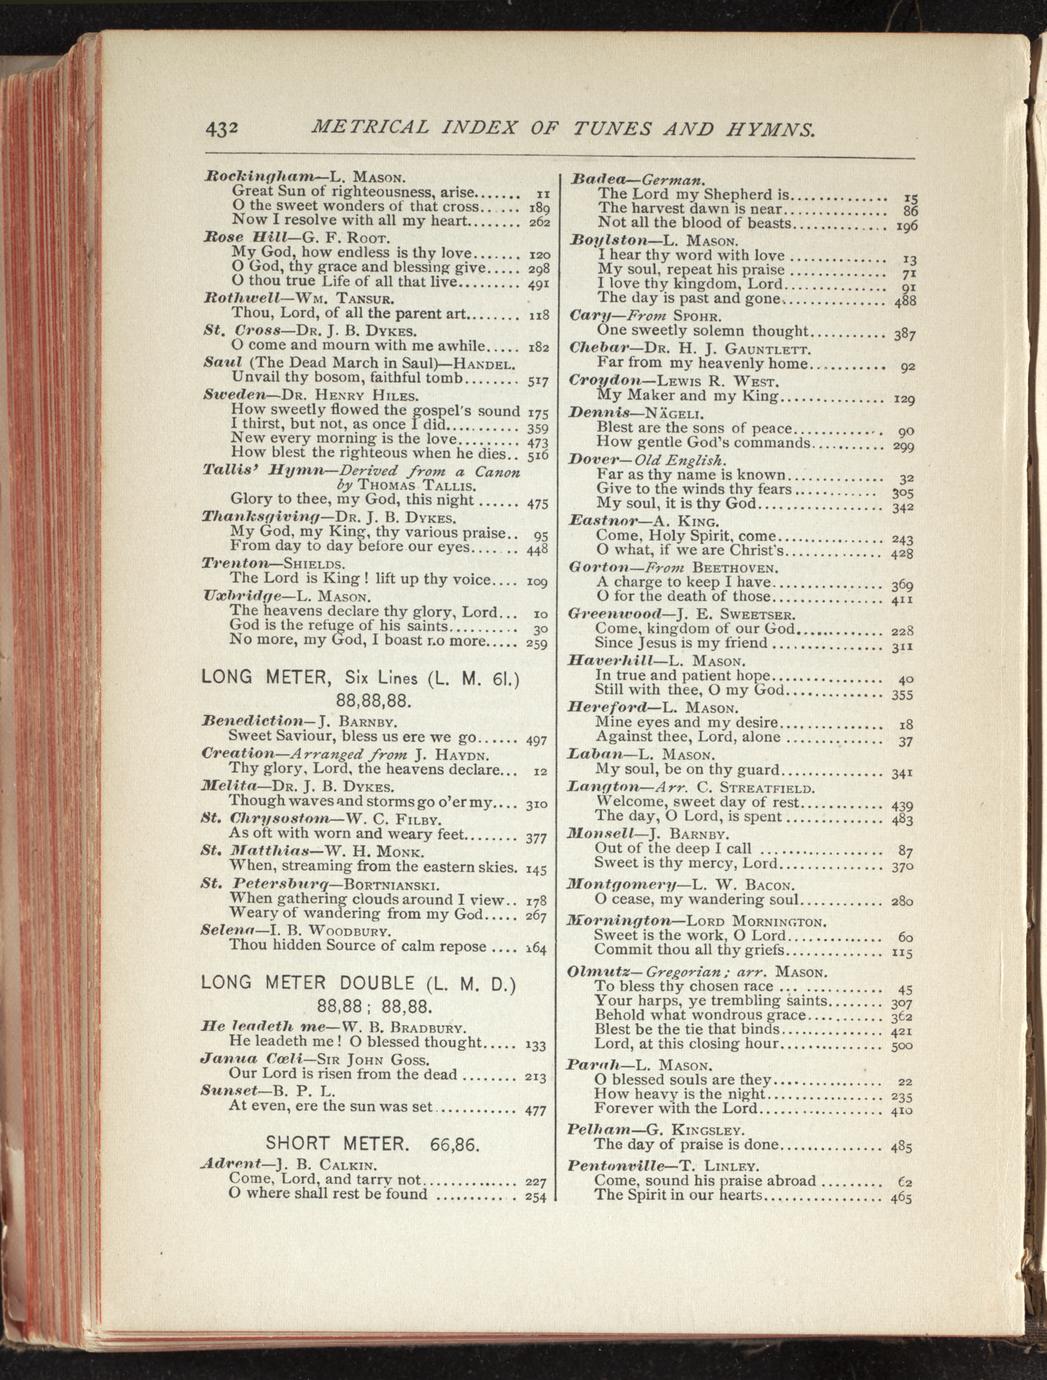 432 METRICAL INDEX OF TUNES AND HYMNS.
Rockingham—L. MASON.
Great Sun of righteousness, arise....... 11
O the sweet wonders of that cross...... 189
Now I resolve with all my heart........ 262
Rose Hill—G. F. ROOT.
My God, how endless is thy love....... 120
O God, thy grace and blessing give..... 298
O thou true Life of all that live......... 491
Rothwell—WM. TANSUR.
Thou, Lord, of all the parent art........ 118
St. Cross—DR. J. B. DYKES.
O come and mourn with me awhile..... 182
Saul (The Dead March in Saul)—HANDEL.
Unvail thy bosom, faithful tomb........ 517
Sweden—DR. HENRY HILES.
How sweetly flowed the gospel's sound 175
I thirst, but not, as once I did.......... 359
New every morning is the love......... 473
How blest the righteous when he dies.. 516
Tallis' Hymn—Derived from a Canon
by THOMAS TALLIS.
Glory to thee, my God, this night ...... 475
Thanksgiving—DR. J. B. DYKES.
My God, my King, thy various praise.. 95
From day to day before our eyes....... 448
Trenton—SHIELDS.
The Lord is King! lift up thy voice.... 109
Uxbridge—L. MASON.
The heavens declare thy glory, Lord... 10
God is the refuge of his saints.......... 30
No more, my God, I boast no more..... 259
LONG METER, Six Lines (L. M. 6l.)
88,88,88.
Benediction—J. BARNBY.
Sweet Saviour, bless us ere we go...... 497
Creation—Arranged from J. HAYDN.
Thy glory, Lord, the heavens declare... 12
Melita—DR. J. B. DYKES.
Though waves and storms go o'er my.... 310
St. Chrysostom—W. C. FILBY.
As oft with worn and weary feet........ 377
St. Matthias—W. H. MONK.
When, streaming from the eastern skies. 145
St. Petersburg—BORTNIANSKI.
When gathering clouds around I view.. 178
Weary of wandering from my God..... 267
Selena—I. B. WOODBURY.
Thou hidden Source of calm repose .... 164
LONG METER DOUBLE (L. M. D.)
88,88; 88,88.
He leadeth me—W. B. BRADBURY.
He leadeth me! O blessed thought..... 133
Janua Cœli—SIR JOHN GOSS.
Our Lord is risen from the dead ........ 213
Sunset—B. P. L.
At even, ere the sun was set........... 477
SHORT METER. 66,86.
Advent—J. B. CALKIN.
Come, Lord, and tarry not.............. 227
O where shall rest be found ............ 254
Badea—German.
The Lord my Shepherd is.............. 15
The harvest dawn is near............... 86
Not all the blood of beasts.............. 196
Boylston—L. MASON.
I hear thy word with love .............. 13
My soul, repeat his praise .............. 71
I love thy kingdom, Lord............... 91
The day is past and gone............... 488
Cary—From SPOHR.
One sweetly solemn thought........... 387
Chebar—DR. H. J. GAUNTLETT.
Far from my heavenly home........... 92
Croydon—LEWIS R. WEST.
My Maker and my King............... 129
Dennis—NÄGELI.
Blest are the sons of peace............. 90
How gentle God's commands.......... 299
Dover—Old English.
Far as thy name is known.............. 32
Give to the winds thy fears............ 305
My soul, it is thy God.................. 342
Eastnor—A. KING.
Come, Holy Spirit, come............... 243
O what, if we are Christ's.............. 428
Gorton—From BEETHOVEN.
A charge to keep I have................ 369
O for the death of those................ 411
Greenwood—J. E. SWEETSER.
Come, kingdom of our God............ 228
Since Jesus is my friend ................ 311
Haverhill—L. MASON.
In true and patient hope................ 40
Still with thee, O my God.............. 355
Hereford—L. MASON.
Mine eyes and my desire............... 18
Against thee, Lord, alone .............. 37
Laban—L. MASON.
My soul, be on thy guard............... 341
Langton—Arr. C. STREATFIELD.
Welcome, sweet day of rest............ 439
The day, O Lord, is spent.............. 483
Monsell—J. BARNBY.
Out of the deep I call .................. 87
Sweet is thy mercy, Lord............... 370
Montgomery—L. W. BACON.
O cease, my wandering soul............ 280
Mornington—LORD MORNINGTON.
Sweet is the work, O Lord.............. 60
Commit thou all thy griefs.............. 115
Olmutz—Gregorian; arr. MASON.
To bless thy chosen race ... ........... 45
Your harps, ye trembling saints........ 307
Behold what wondrous grace........... 362
Blest be the tie that binds............... 421
Lord, at this closing hour............... 500
Parah—L. MASON.
O blessed souls are they................ 22
How heavy is the night................. 235
Forever with the Lord.................. 410
Pelham—G. KINGSLEY.
The day of praise is done............... 485
Pentonville—T. LINLEY.
Come, sound his praise abroad ......... 62
The Spirit in our hearts................. 465